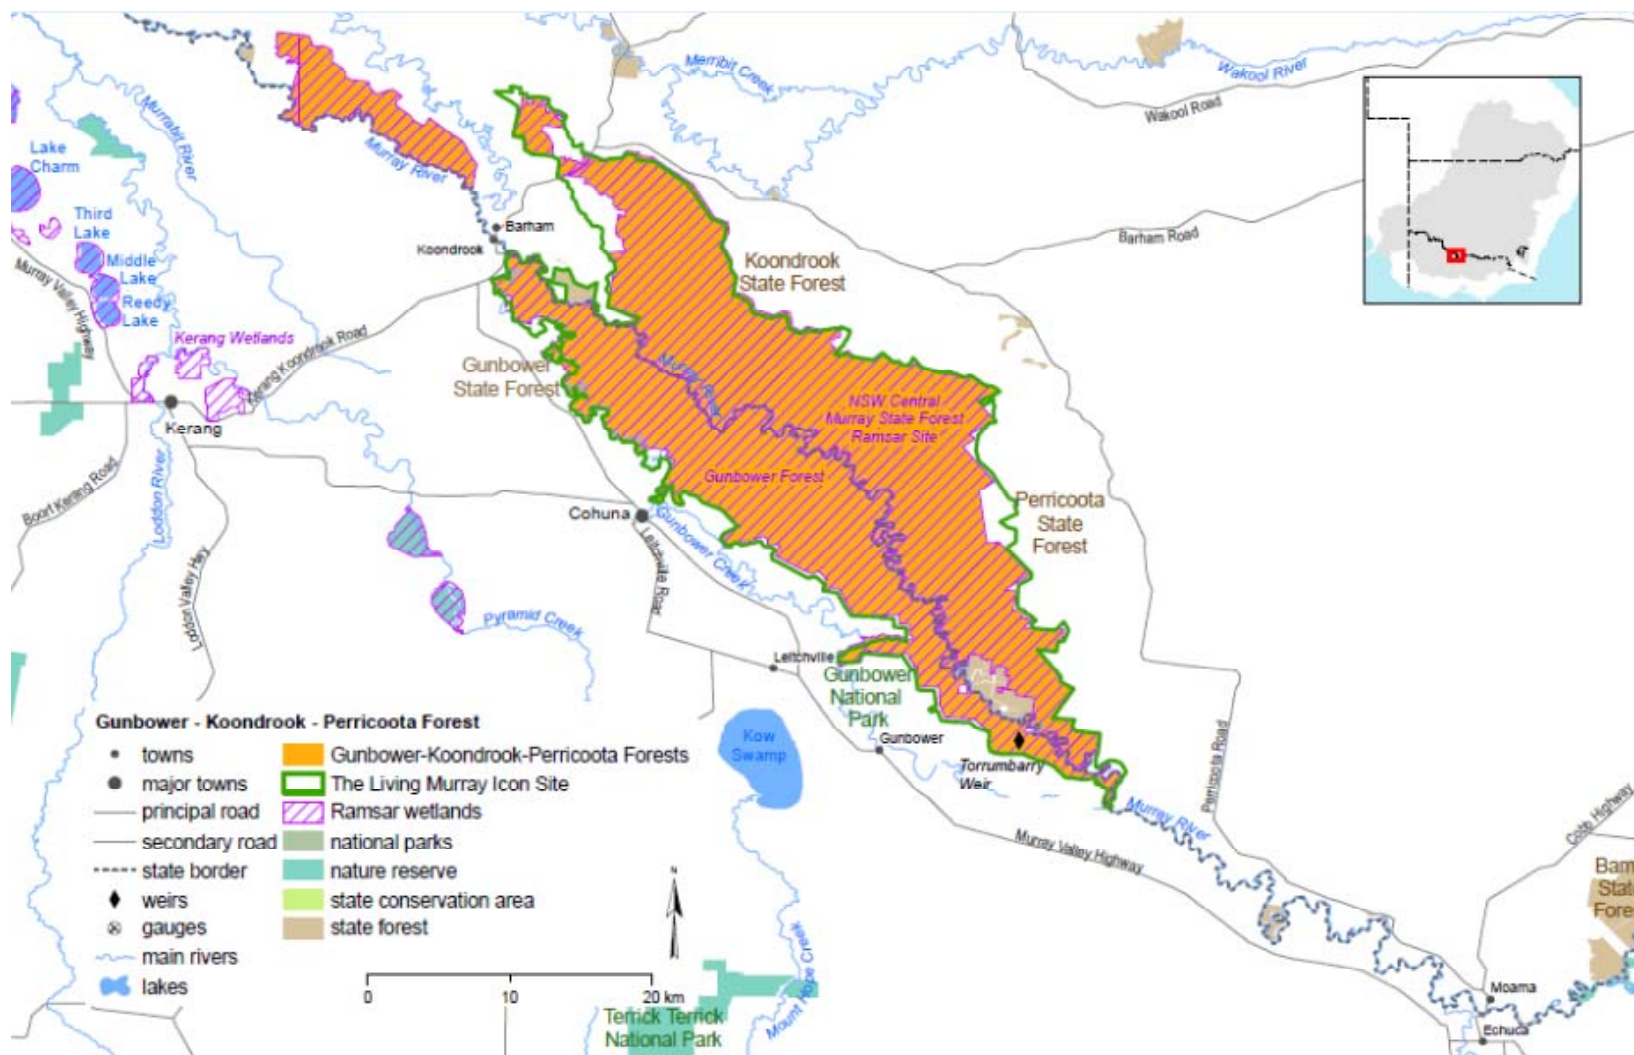 Merribit Creek
Wakool River
Wakool Road
Murrabit River
Lake
Charm
Murray River
Third
Lake
Barham
Koondrook
Barham Road
Middle
Lake
Koondrook
State Forest
Murray Valley Highway
Reedy
Lake
Kerang Wetlands
Kerang Koondrook Road
Gunbower
State Forest
Murray River
NSW Central
Murray State Forest
Ramsar Site
Kerang
Gunbower Forest
Boort Kerang Road
Loddon River
Perricoota
State
Forest
Cohuna
Gunbower Creek
Leitchville Road
Loddon Valley Hwy
Pyramid Creek
Leitchville
Gunbower
National
Park
Gunbower
Kow
Swamp
Torrumbarry
Weir
Perricoota Road
Murray River
Murray Valley Highway
Cobb Highway
Barm
State
Fores
Gunbower - Koondrook - Perricoota Forest
towns
major towns
principal road
secondary road
state border
weirs
gauges
main rivers
lakes
Gunbower-Koondrook-Perricoota Forests
The Living Murray Icon Site
Ramsar wetlands
national parks
nature reserve
state conservation area
state forest
N
0 10 20 km
Terrick Terrick
National Park
Mount Hope Creek
Moama
Echuca